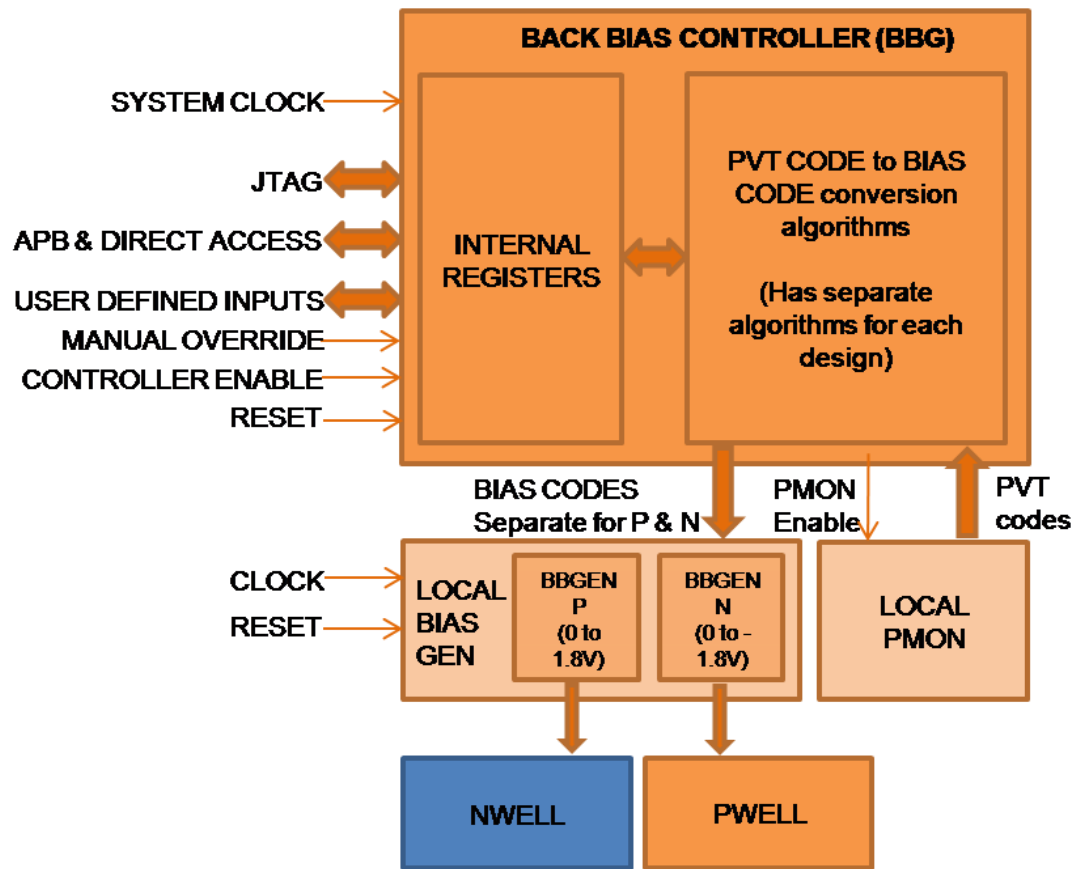 BACK BIAS CONTROLLER (BBG)
SYSTEM CLOCK
JTAG
APB & DIRECT ACCESS
USER DEFINED INPUTS
MANUAL OVERRIDE
CONTROLLER ENABLE
RESET
INTERNAL
REGISTERS
PVT CODE to BIAS
CODE conversion
algorithms
(Has separate
algorithms for each
design)
BIAS CODES
Separate for P & N
PMON
Enable
PVT
codes
CLOCK
RESET
LOCAL
BIAS
GEN
BBGEN
P
(0 to
1.8V)
BBGEN
N
(0 to -
1.8V)
LOCAL
PMON
NWELL
PWELL